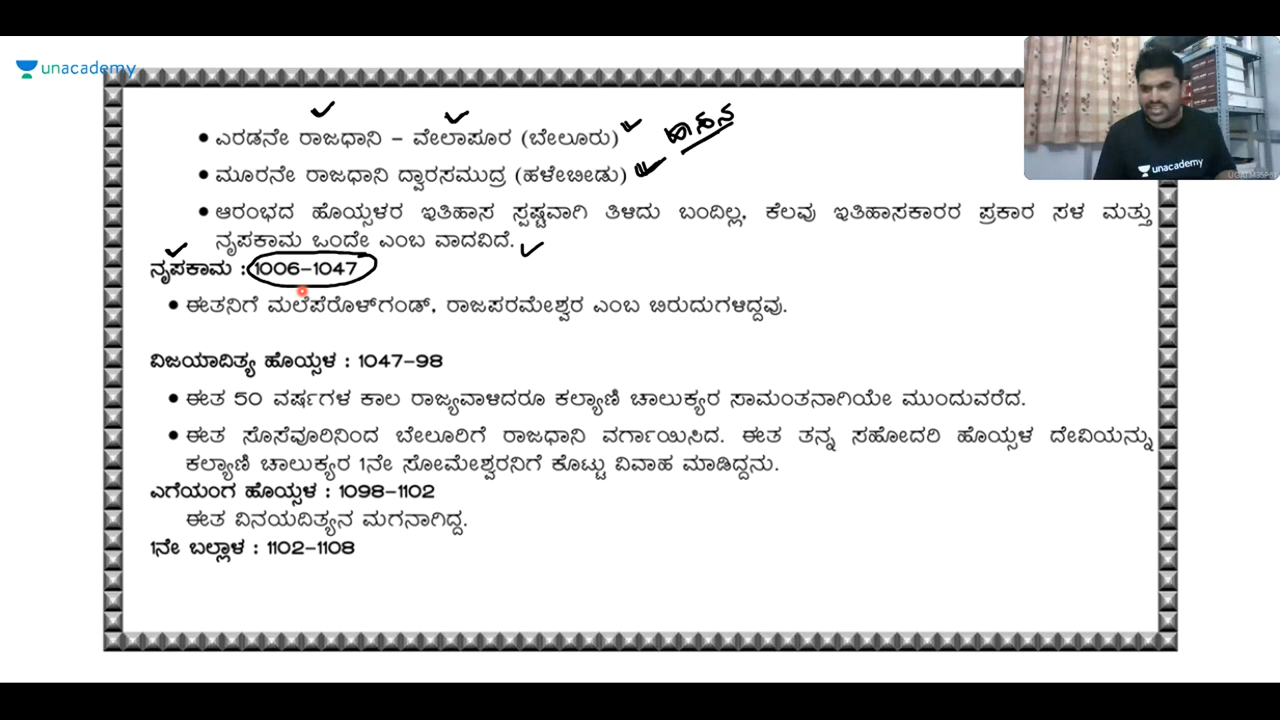 unacademy
ಎರಡನೇ ರಾಜಧಾನಿ – ವೇಲಾಪೂರ (ಬೇಲೂರು) ಹಾಸನ
ಮೂರನೇ ರಾಜಧಾನಿ ದ್ವಾರಸಮುದ್ರ (ಹಳೇಬೀಡು)
ಆರಂಭದ ಹೊಯ್ಸಳರ ಇತಿಹಾಸ ಸ್ಪಷ್ಟವಾಗಿ ತಿಳಿದು ಬಂದಿಲ್ಲ, ಕೆಲವು ಇತಿಹಾಸಕಾರರ ಪ್ರಕಾರ ಸಳ ಮತ್ತು
ನೃಪಕಾಮ ಒಂದೇ ಎಂಬ ವಾದವಿದೆ.
ನೃಪಕಾಮ : 1006–1047
ಈತನಿಗೆ ಮಲೆಪೆರೊಳ್‌ಗಂಡ್, ರಾಜಪರಮೇಶ್ವರ ಎಂಬ ಬಿರುದುಗಳಿದ್ದವು.
ವಿಜಯಾದಿತ್ಯ ಹೊಯ್ಸಳ : 1047–98
ಈತ 50 ವರ್ಷಗಳ ಕಾಲ ರಾಜ್ಯವಾಳಿದರೂ ಕಲ್ಯಾಣಿ ಚಾಲುಕ್ಯರ ಸಾಮಂತನಾಗಿಯೇ ಮುಂದುವರೆದ.
ಈತ ಸೊಸೆವೂರಿನಿಂದ ಬೇಲೂರಿಗೆ ರಾಜಧಾನಿ ವರ್ಗಾಯಿಸಿದ. ಈತ ತನ್ನ ಸಹೋದರಿ ಹೊಯ್ಸಳ ದೇವಿಯನ್ನು
ಕಲ್ಯಾಣಿ ಚಾಲುಕ್ಯರ 1ನೇ ಸೋಮೇಶ್ವರನಿಗೆ ಕೊಟ್ಟು ವಿವಾಹ ಮಾಡಿದ್ದನು.
ಎಗೆಯಂಗ ಹೊಯ್ಸಳ : 1098–1102
ಈತ ವಿನಯದಿತ್ಯನ ಮಗನಾಗಿದ್ದ.
1ನೇ ಬಲ್ಲಾಳ : 1102–1108
unacademy